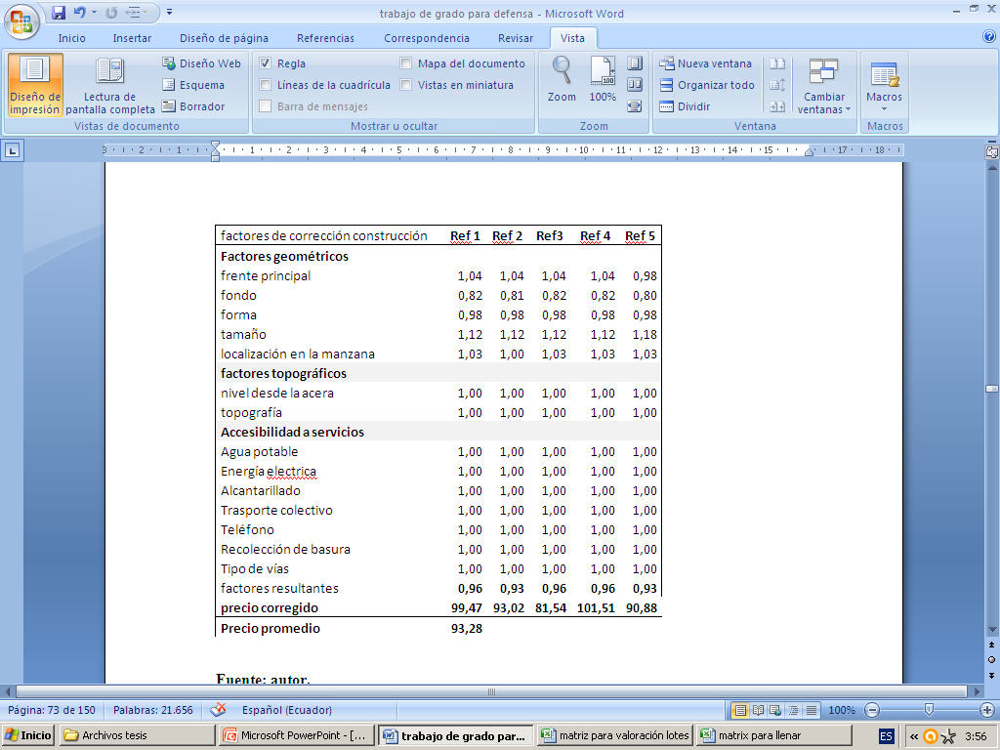 trabajo de grado para defensa - Microsoft Word
Inicio Insertar Diseño de página Referencias Correspondencia Revisar Vista
Diseño de impresión
Lectura de pantalla completa
Diseño Web
Esquema
Borrador
Vistas de documento
Regla
Líneas de la cuadrícula
Barra de mensajes
Mapa del documento
Vistas en miniatura
Mostrar u ocultar
Zoom
100%
Zoom
Nueva ventana
Organizar todo
Dividir
Cambiar ventanas
Ventana
Macros
Macros
3 · 2 · 1 · 1 · 2 · 3 · 4 · 5 · 6 · 7 · 8 · 9 · 10 · 11 · 12 · 13 · 14 · 15 · 17 · 18
factores de corrección construcción Ref 1 Ref 2 Ref3 Ref 4 Ref 5
Factores geométricos
frente principal 1,04 1,04 1,04 1,04 0,98
fondo 0,82 0,81 0,82 0,82 0,80
forma 0,98 0,98 0,98 0,98 0,98
tamaño 1,12 1,12 1,12 1,12 1,18
localización en la manzana 1,03 1,00 1,03 1,03 1,03
factores topográficos
nivel desde la acera 1,00 1,00 1,00 1,00 1,00
topografía 1,00 1,00 1,00 1,00 1,00
Accesibilidad a servicios
Agua potable 1,00 1,00 1,00 1,00 1,00
Energía electrica 1,00 1,00 1,00 1,00 1,00
Alcantarillado 1,00 1,00 1,00 1,00 1,00
Trasporte colectivo 1,00 1,00 1,00 1,00 1,00
Teléfono 1,00 1,00 1,00 1,00 1,00
Recolección de basura 1,00 1,00 1,00 1,00 1,00
Tipo de vías 1,00 1,00 1,00 1,00 1,00
factores resultantes 0,96 0,93 0,96 0,96 0,93
precio corregido 99,47 93,02 81,54 101,51 90,88
Precio promedio 93,28
Fuente: autor.
Página: 73 de 150 Palabras: 21.656 Español (Ecuador) 100%
Inicio Archivos tesis Microsoft PowerPoint - [... trabajo de grado par... matriz para valoración lotes matrix para llenar ES « 3:56